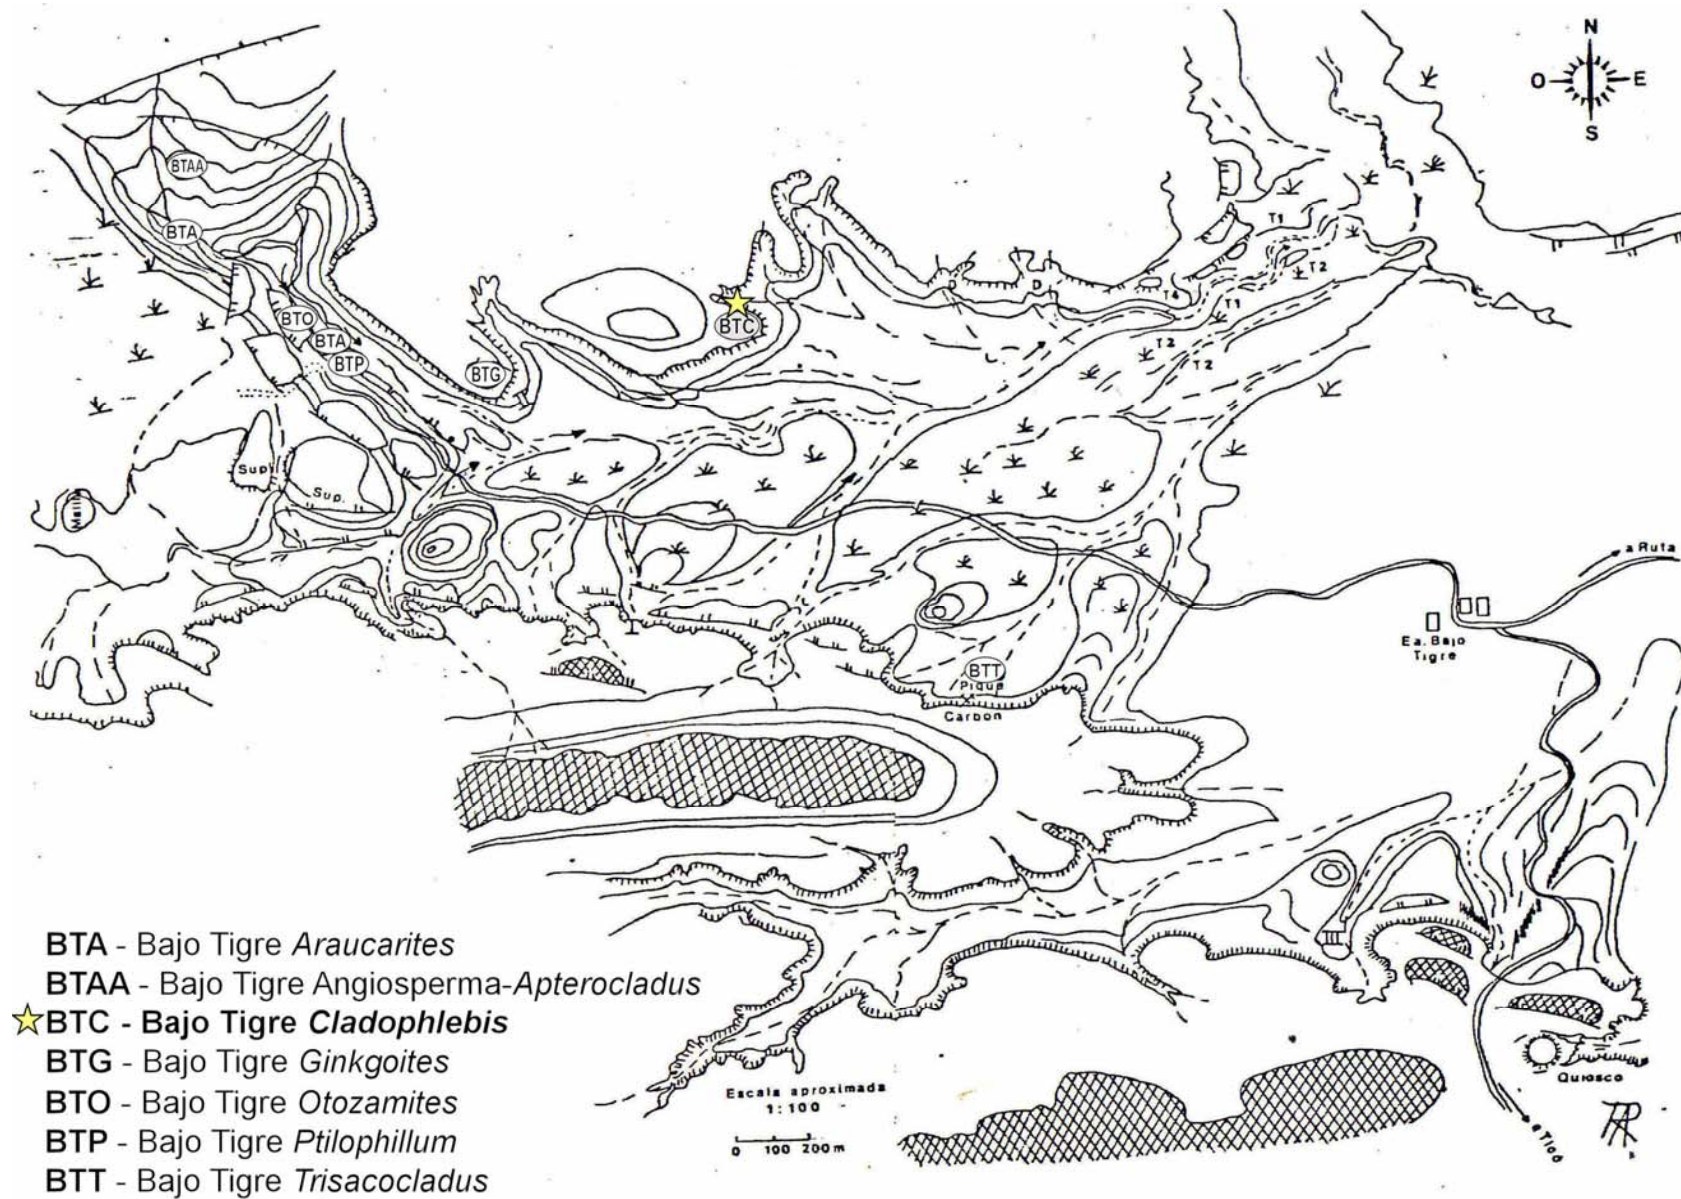 N
O E
S
BTAA
BTA
T1
T2
BTO
BTC
D D
T4
T1
BTA
BTP
BTG
T2
T2
Sup.
Sup.
Mallin
a Ruta
Ea. Bajo
Tigre
BTT
Pique
Carbon
BTA - Bajo Tigre Araucarites
BTAA - Bajo Tigre Angiosperma-Apterocladus
BTC - Bajo Tigre Cladophlebis
BTG - Bajo Tigre Ginkgoites
BTO - Bajo Tigre Otozamites
BTP - Bajo Tigre Ptilophillum
BTT - Bajo Tigre Trisacocladus
Escala aproximada
1:100
0 100 200m
Quiosco